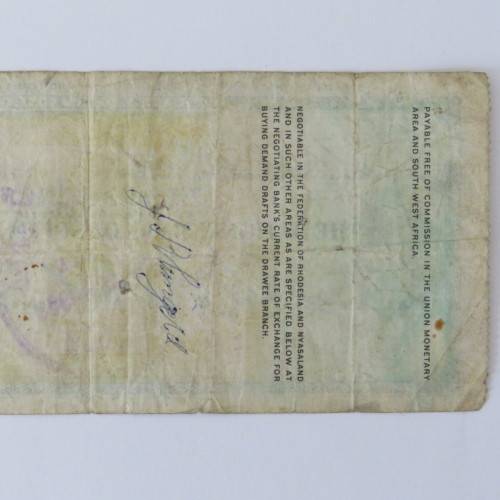 PAYABLE FREE OF COMMISSION IN THE UNION MONETARY
AREA AND SOUTH WEST AFRICA.
NEGOTIABLE IN THE FEDERATION OF RHODESIA AND NYASALAND
AND IN SUCH OTHER AREAS AS ARE SPECIFIED BELOW AT
THE NEGOTIATING BANK'S CURRENT RATE OF EXCHANGE FOR
BUYING DEMAND DRAFTS ON THE DRAWEE BRANCH.